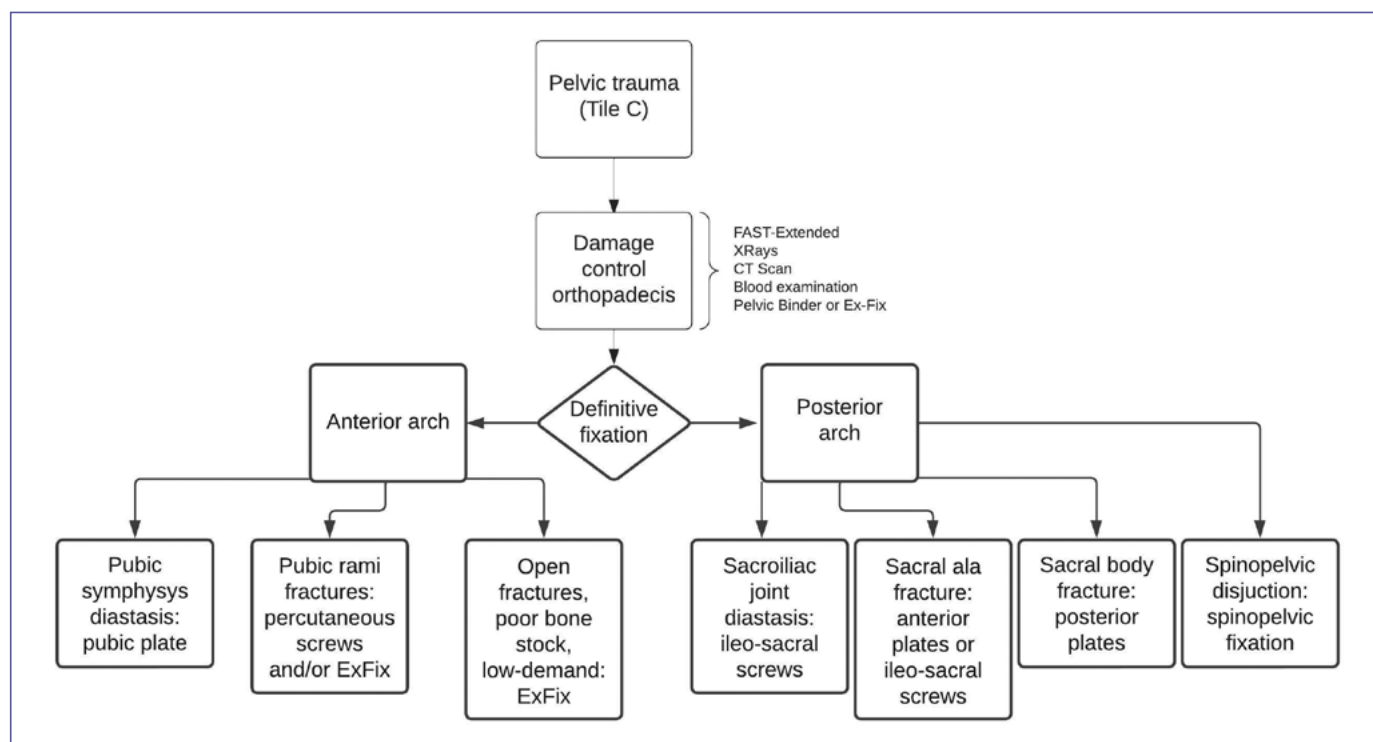 Pelvic trauma
(Tile C)
Damage
control
orthopadecis
FAST-Extended
XRays
CT Scan
Blood examination
Pelvic Binder or Ex-Fix
Anterior arch
Definitive
fixation
Posterior
arch
Pubic
symphysys
diastasis:
pubic plate
Pubic rami
fractures:
percutaneous
screws
and/or ExFix
Open
fractures,
poor bone
stock,
low-demand:
ExFix
Sacroiliac
joint
diastasis:
ileo-sacral
screws
Sacral ala
fracture:
anterior
plates or
ileo-sacral
screws
Sacral body
fracture:
posterior
plates
Spinopelvic
disjuction:
spinopelvic
fixation